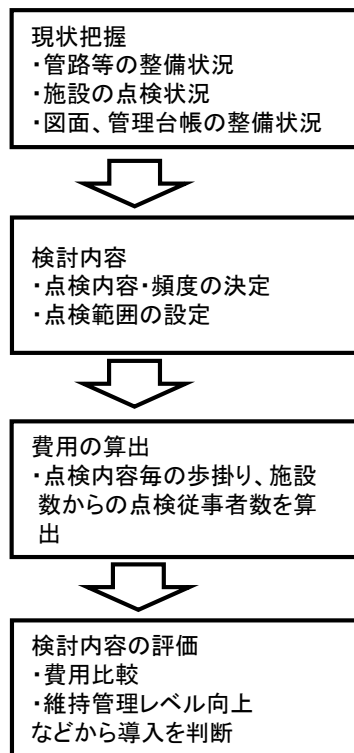 現状把握
・管路等の整備状況
・施設の点検状況
・図面、管理台帳の整備状況
検討内容
・点検内容・頻度の決定
・点検範囲の設定
費用の算出
・点検内容毎の歩掛り、施設
数からの点検従事者数を算
出
検討内容の評価
・費用比較
・維持管理レベル向上
などから導入を判断